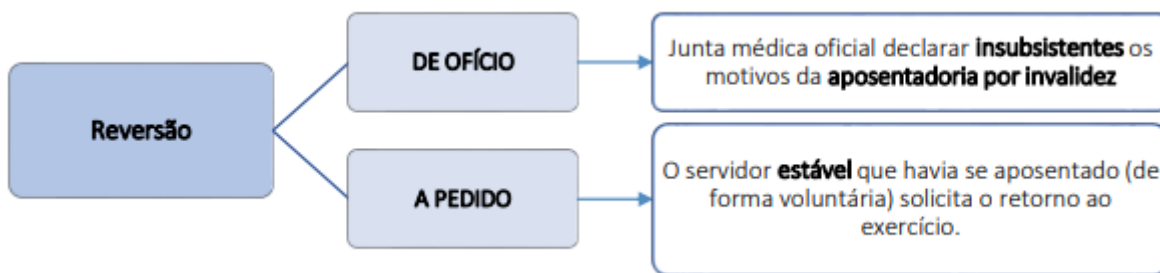 Reversão
DE OFÍCIO
Junta médica oficial declarar insubsistentes os
motivos da aposentadoria por invalidez
A PEDIDO
O servidor estável que havia se aposentado (de
forma voluntária) solicita o retorno ao
exercício.